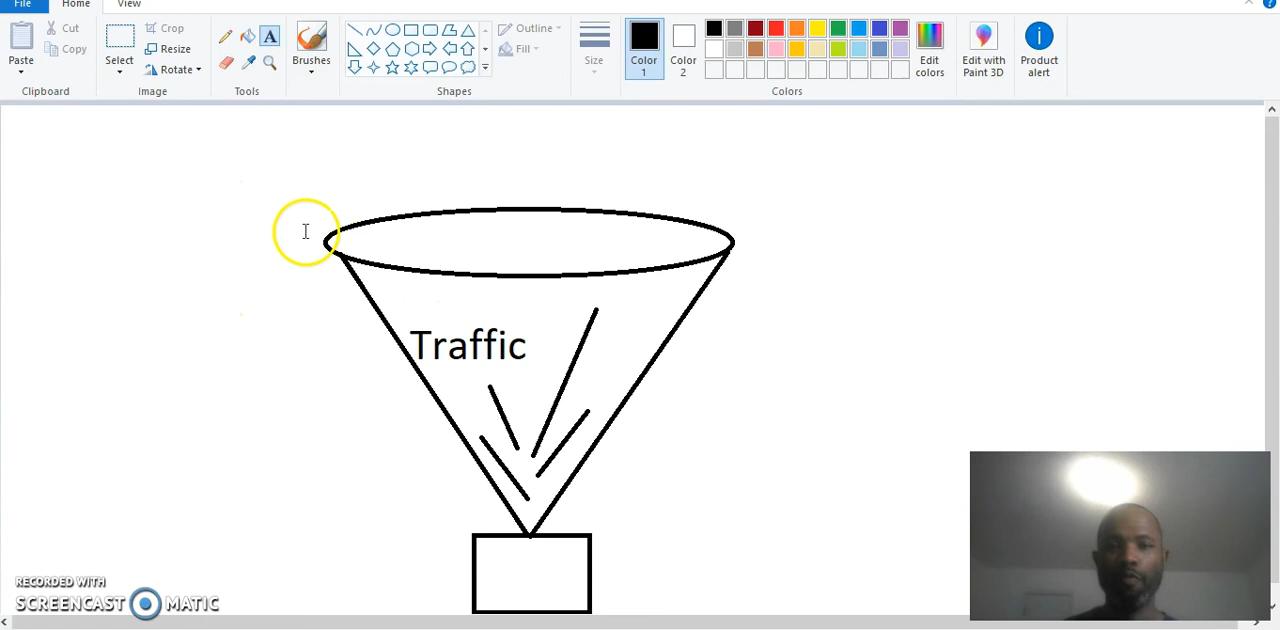 File
Home
View
Paste
Cut
Copy
Clipboard
Select
Crop
Resize
Rotate
Image
A
Tools
Brushes
Shapes
Outline
Fill
Size
Color
1
Color
2
Colors
Edit
colors
Edit with
Paint 3D
Product
alert
Traffic
RECORDED WITH
SCREENCAST MATIC